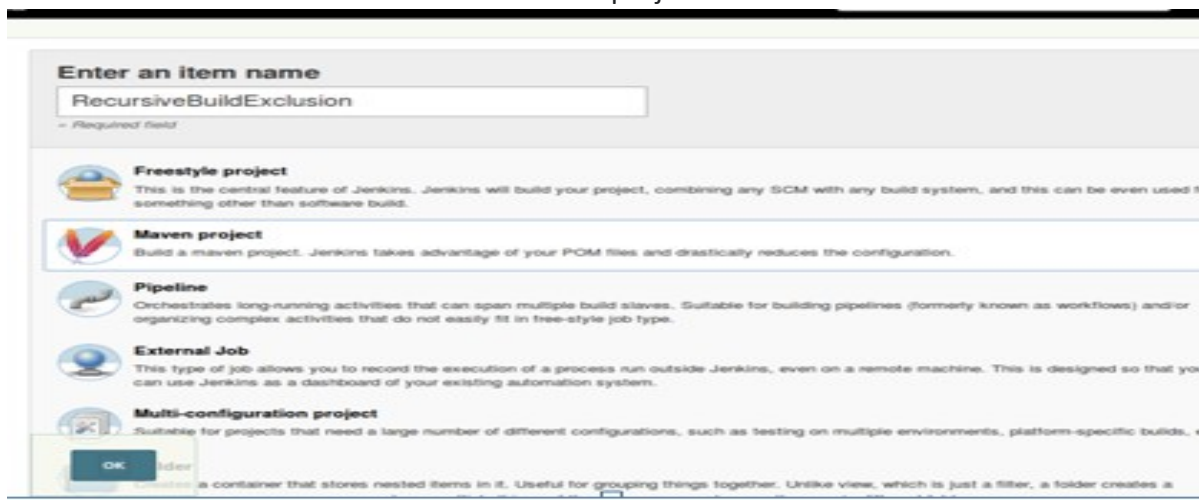 Enter an item name
RecursiveBuildExclusion
» Required field
Freestyle project
This is the central feature of Jenkins. Jenkins will build your project, combining any SCM with any build system, and this can be even used f
something other than software build.
Maven project
Build a maven project. Jenkins takes advantage of your POM files and drastically reduces the configuration.
Pipeline
Orchestrates long-running activities that can span multiple build slaves. Suitable for building pipelines (formerly known as workflows) and/or
organizing complex activities that do not easily fit in free-style job type.
External Job
This type of job allows you to record the execution of a process run outside Jenkins, even on a remote machine. This is designed so that you
can use Jenkins as a dashboard of your existing automation system.
Multi-configuration project
Suitable for projects that need a large number of different configurations, such as testing on multiple environments, platform-specific builds,
OK
Folder
Creates a container that stores nested items in it. Useful for grouping things together. Unlike view, which is just a filter, a folder creates a